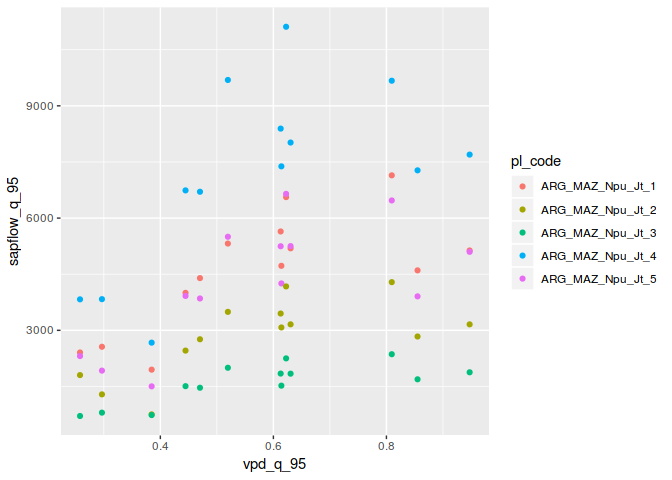 9000
6000
3000
sapflow_q_95
0.4
0.6
0.8
vpd_q_95
pl_code
ARG_MAZ_Npu_Jt_1
ARG_MAZ_Npu_Jt_2
ARG_MAZ_Npu_Jt_3
ARG_MAZ_Npu_Jt_4
ARG_MAZ_Npu_Jt_5